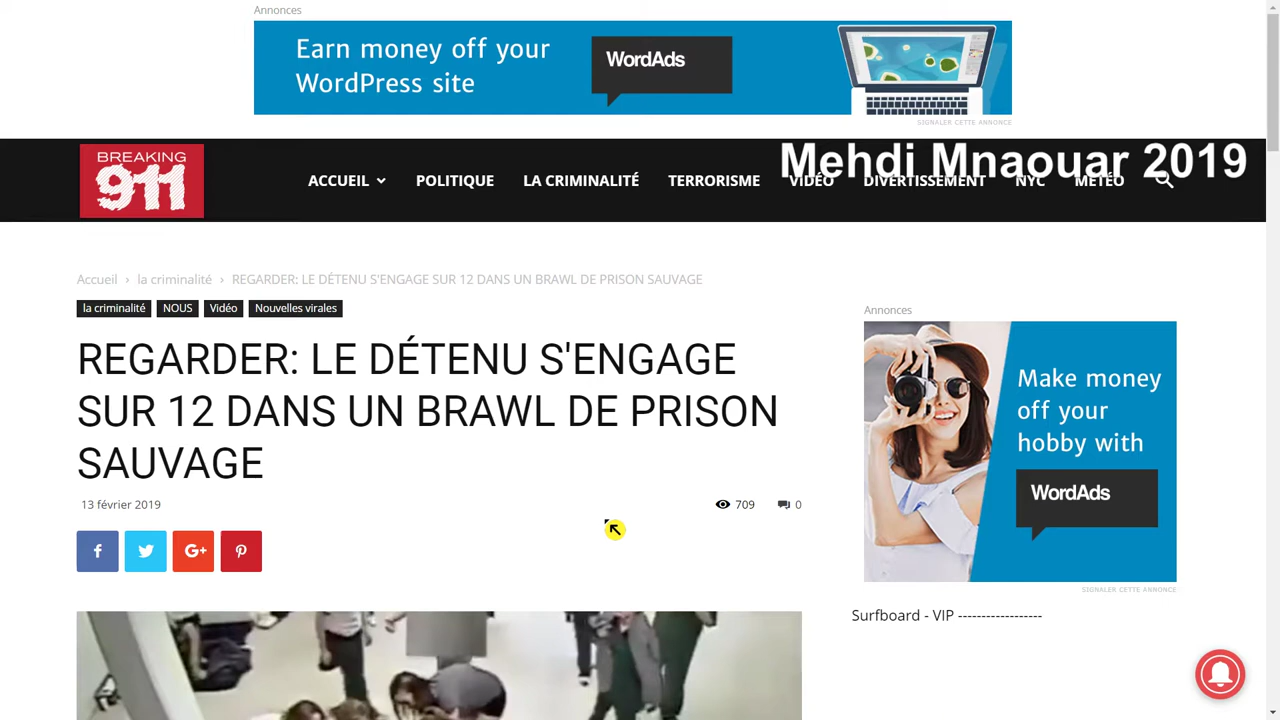 Annonces
Earn money off your
WordPress site
WordAds
SIGNALER CETTE ANNONCE
Mehdi Mnaouar 2019
BREAKING
911
ACCUEIL
POLITIQUE
LA CRIMINALITÉ
TERRORISME
VIDÉO
DIVERTISSEMENT
NYC
MÉTÉO
Accueil › la criminalité › REGARDER: LE DÉTENU S'ENGAGE SUR 12 DANS UN BRAWL DE PRISON SAUVAGE
la criminalité
NOUS
Vidéo
Nouvelles virales
REGARDER: LE DÉTENU S'ENGAGE
SUR 12 DANS UN BRAWL DE PRISON
SAUVAGE
13 février 2019
709
0
Annonces
Make money
off your
hobby with
WordAds
SIGNALER CETTE ANNONCE
Surfboard - VIP ------------------